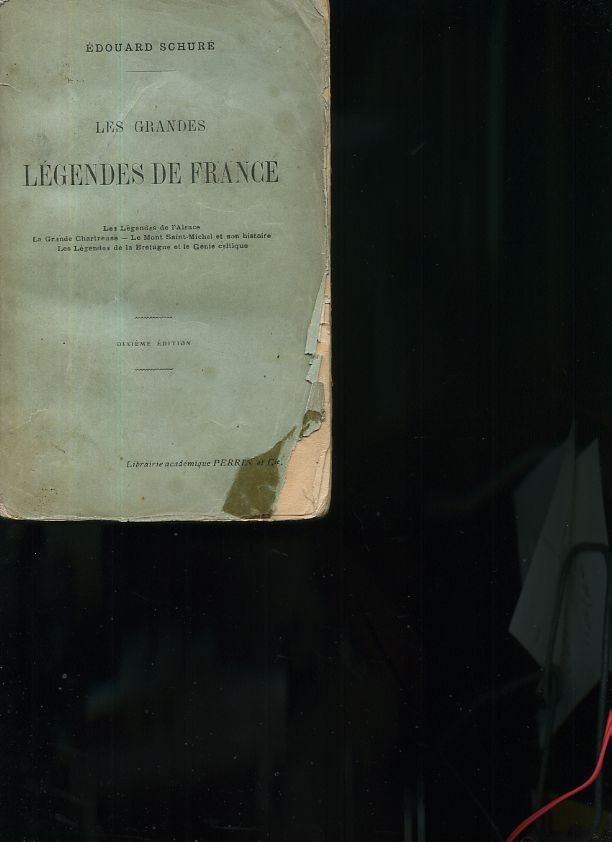 ÉDOUARD SCHURÉ
LES GRANDES
LÉGENDES DE FRANCE
Les Légendes de l'Alsace
La Grande Chartreuse — Le Mont Saint-Michel et son histoire
Les Légendes de la Bretagne et le Génie celtique
DIXIÈME ÉDITION
Librairie académique PERRIN et Cie.